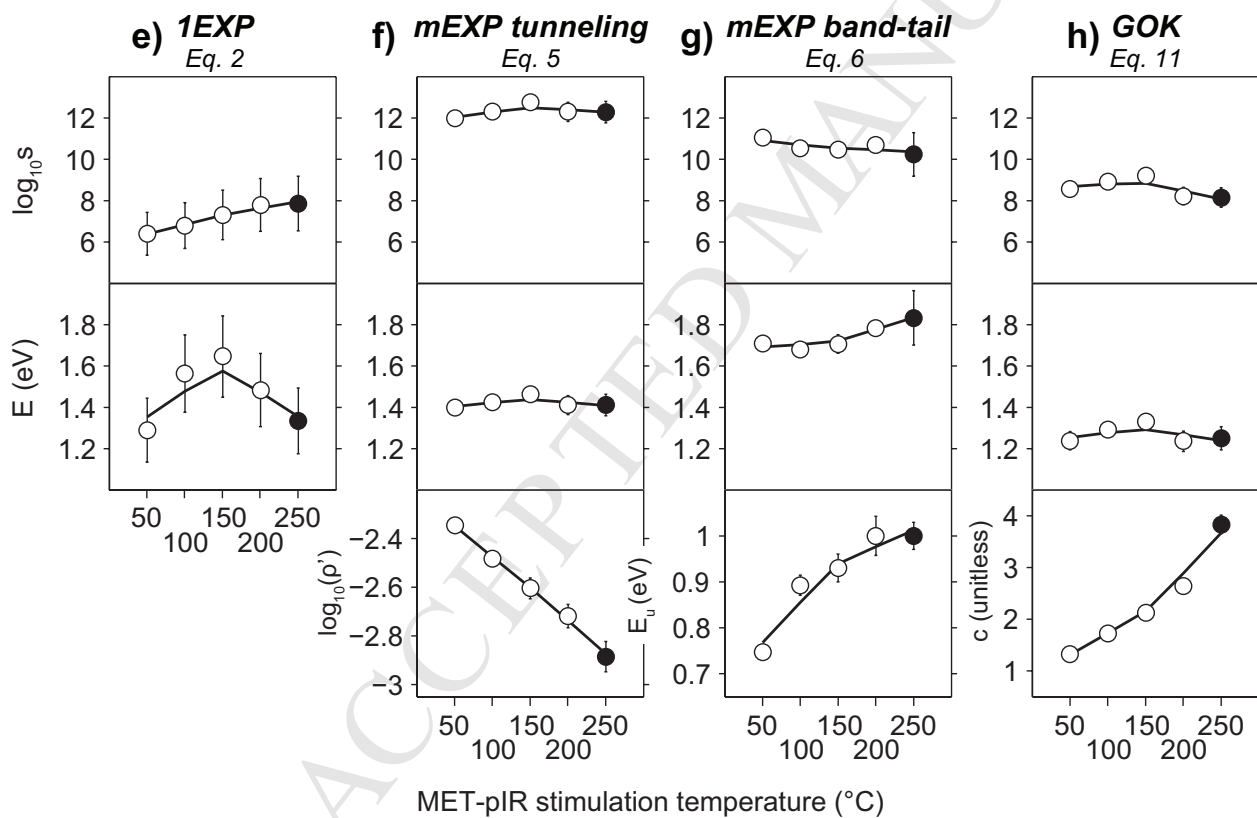 e) 1EXP
Eq. 2
f) mEXP tunneling
Eq. 5
g) mEXP band-tail
Eq. 6
h) GOK
Eq. 11
log10s
12
10
8
6
12
10
8
6
12
10
8
6
12
10
8
6
E (eV)
1.8
1.6
1.4
1.2
1.8
1.6
1.4
1.2
1.8
1.6
1.4
1.2
1.8
1.6
1.4
1.2
50 150 250
100 200
log10(ρ')
−2.4
−2.6
−2.8
−3
Eu (eV)
1
0.9
0.8
0.7
c (unitless)
4
3
2
1
50 150 250
100 200
50 150 250
100 200
50 150 250
100 200
MET-pIR stimulation temperature (°C)
ACCEPTED MANU